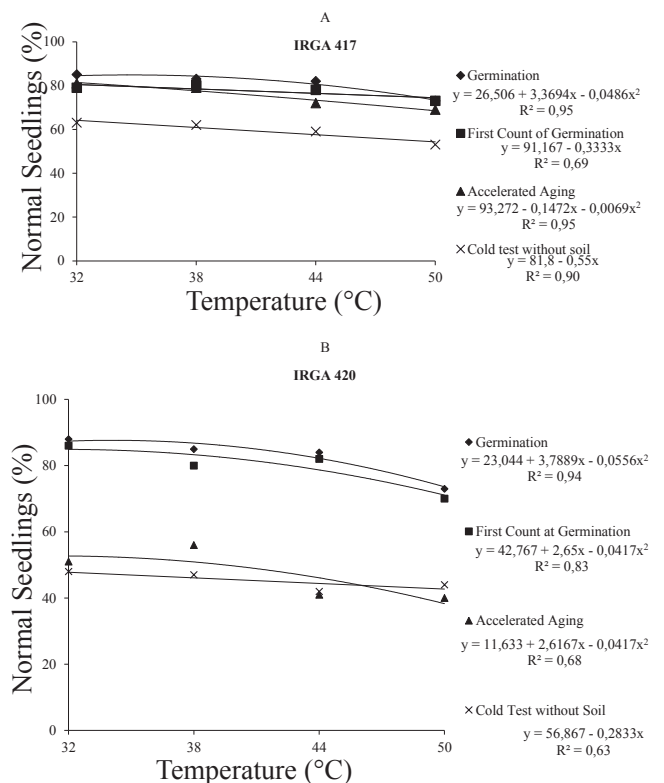 A
IRGA 417
Normal Seedlings (%)
100
80
60
40
20
0
32
38
44
50
Temperature (°C)
Germination
y = 26,506 + 3,3694x - 0,0486x²
R² = 0,95
First Count of Germination
y = 91,167 - 0,3333x
R² = 0,69
Accelerated Aging
y = 93,272 - 0,1472x - 0,0069x²
R² = 0,95
Cold test without soil
y = 81,8 - 0,55x
R² = 0,90
B
IRGA 420
Normal Seedlings (%)
100
80
60
40
20
0
32
38
44
50
Temperature (°C)
Germination
y = 23,044 + 3,7889x - 0,0556x²
R² = 0,94
First Count at Germination
y = 42,767 + 2,65x - 0,0417x²
R² = 0,83
Accelerated Aging
y = 11,633 + 2,6167x - 0,0417x²
R² = 0,68
Cold Test without Soil
y = 56,867 - 0,2833x
R² = 0,63